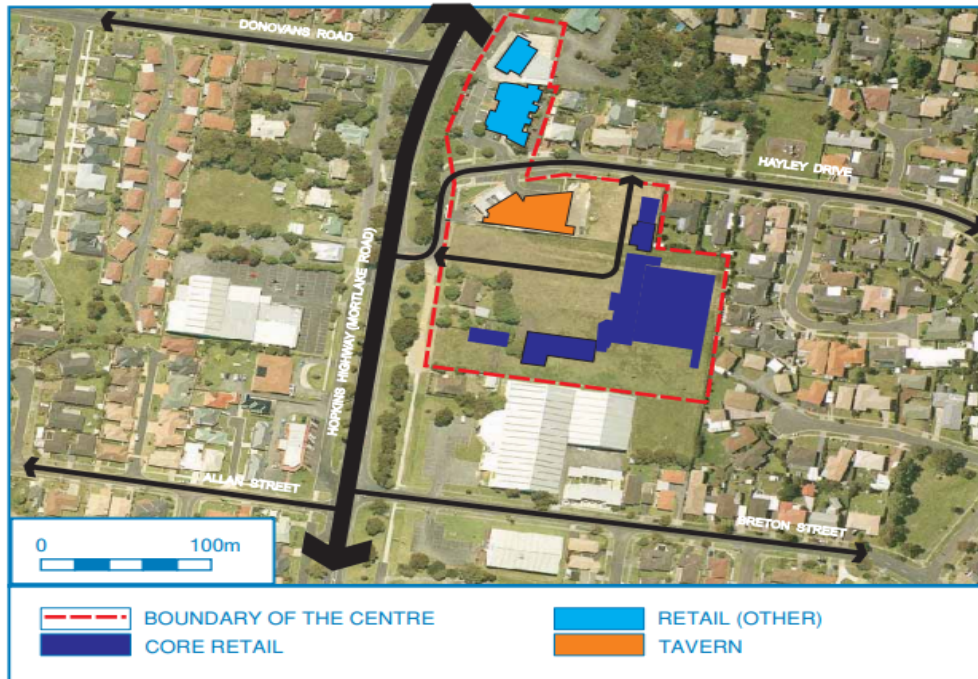 DONOVANS ROAD
HAYLEY DRIVE
HOPKINS HIGHWAY (MORTLAKE ROAD)
ALLAN STREET
BRETON STREET
0 100m
BOUNDARY OF THE CENTRE
RETAIL (OTHER)
CORE RETAIL
TAVERN